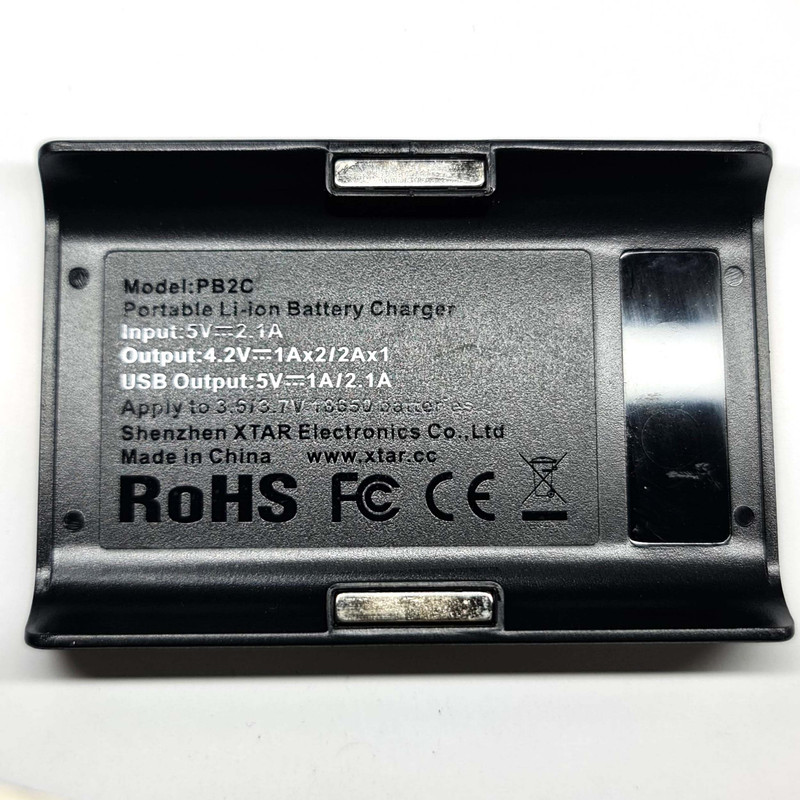 Model:PB2C
Portable Li-ion Battery Charger
Input:5V⎓2.1A
Output:4.2V⎓1Ax2/2Ax1
USB Output:5V⎓1A/2.1A
Apply to 3.6/3.7V 18650 batteries
Shenzhen XTAR Electronics Co.,Ltd
Made in China www.xtar.cc
RoHS FC CE